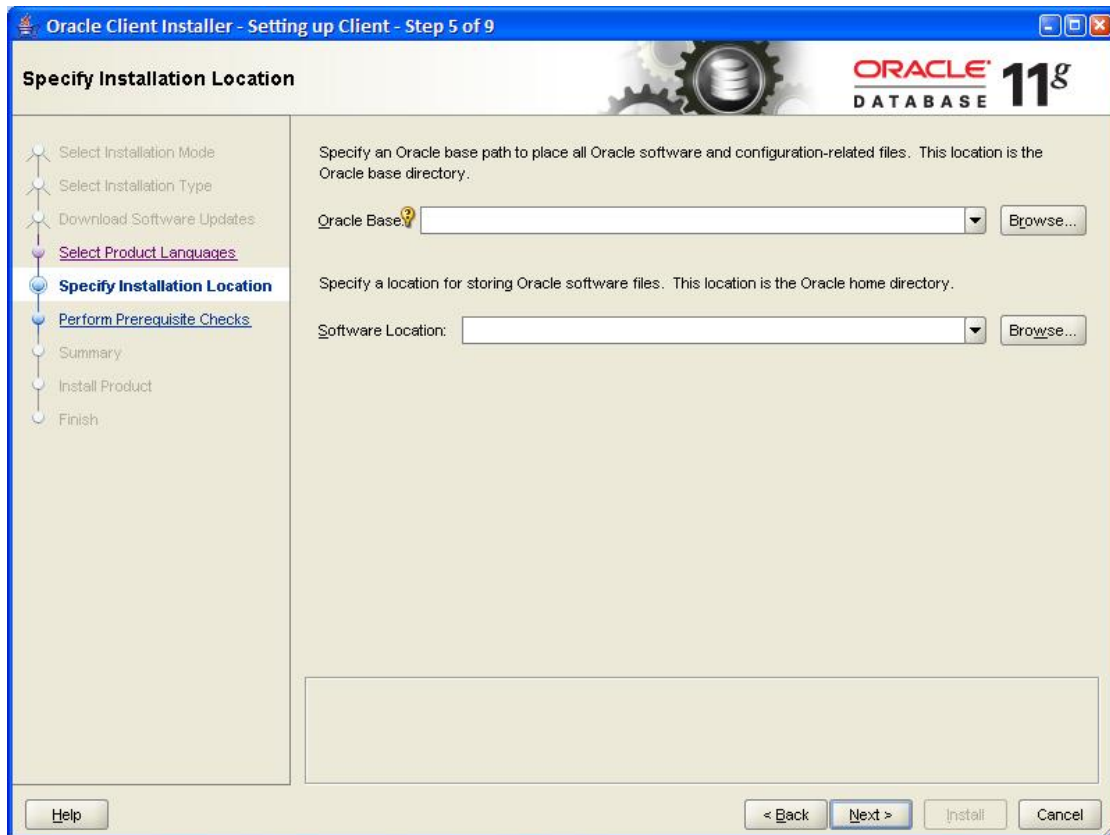 Oracle Client Installer - Setting up Client - Step 5 of 9
Specify Installation Location
ORACLE
DATABASE 11g
Select Installation Mode
Select Installation Type
Download Software Updates
Select Product Languages
Specify Installation Location
Perform Prerequisite Checks
Summary
Install Product
Finish
Specify an Oracle base path to place all Oracle software and configuration-related files. This location is the
Oracle base directory.
Oracle Base: Browse...
Specify a location for storing Oracle software files. This location is the Oracle home directory.
Software Location: Browse...
Help < Back Next > Install Cancel